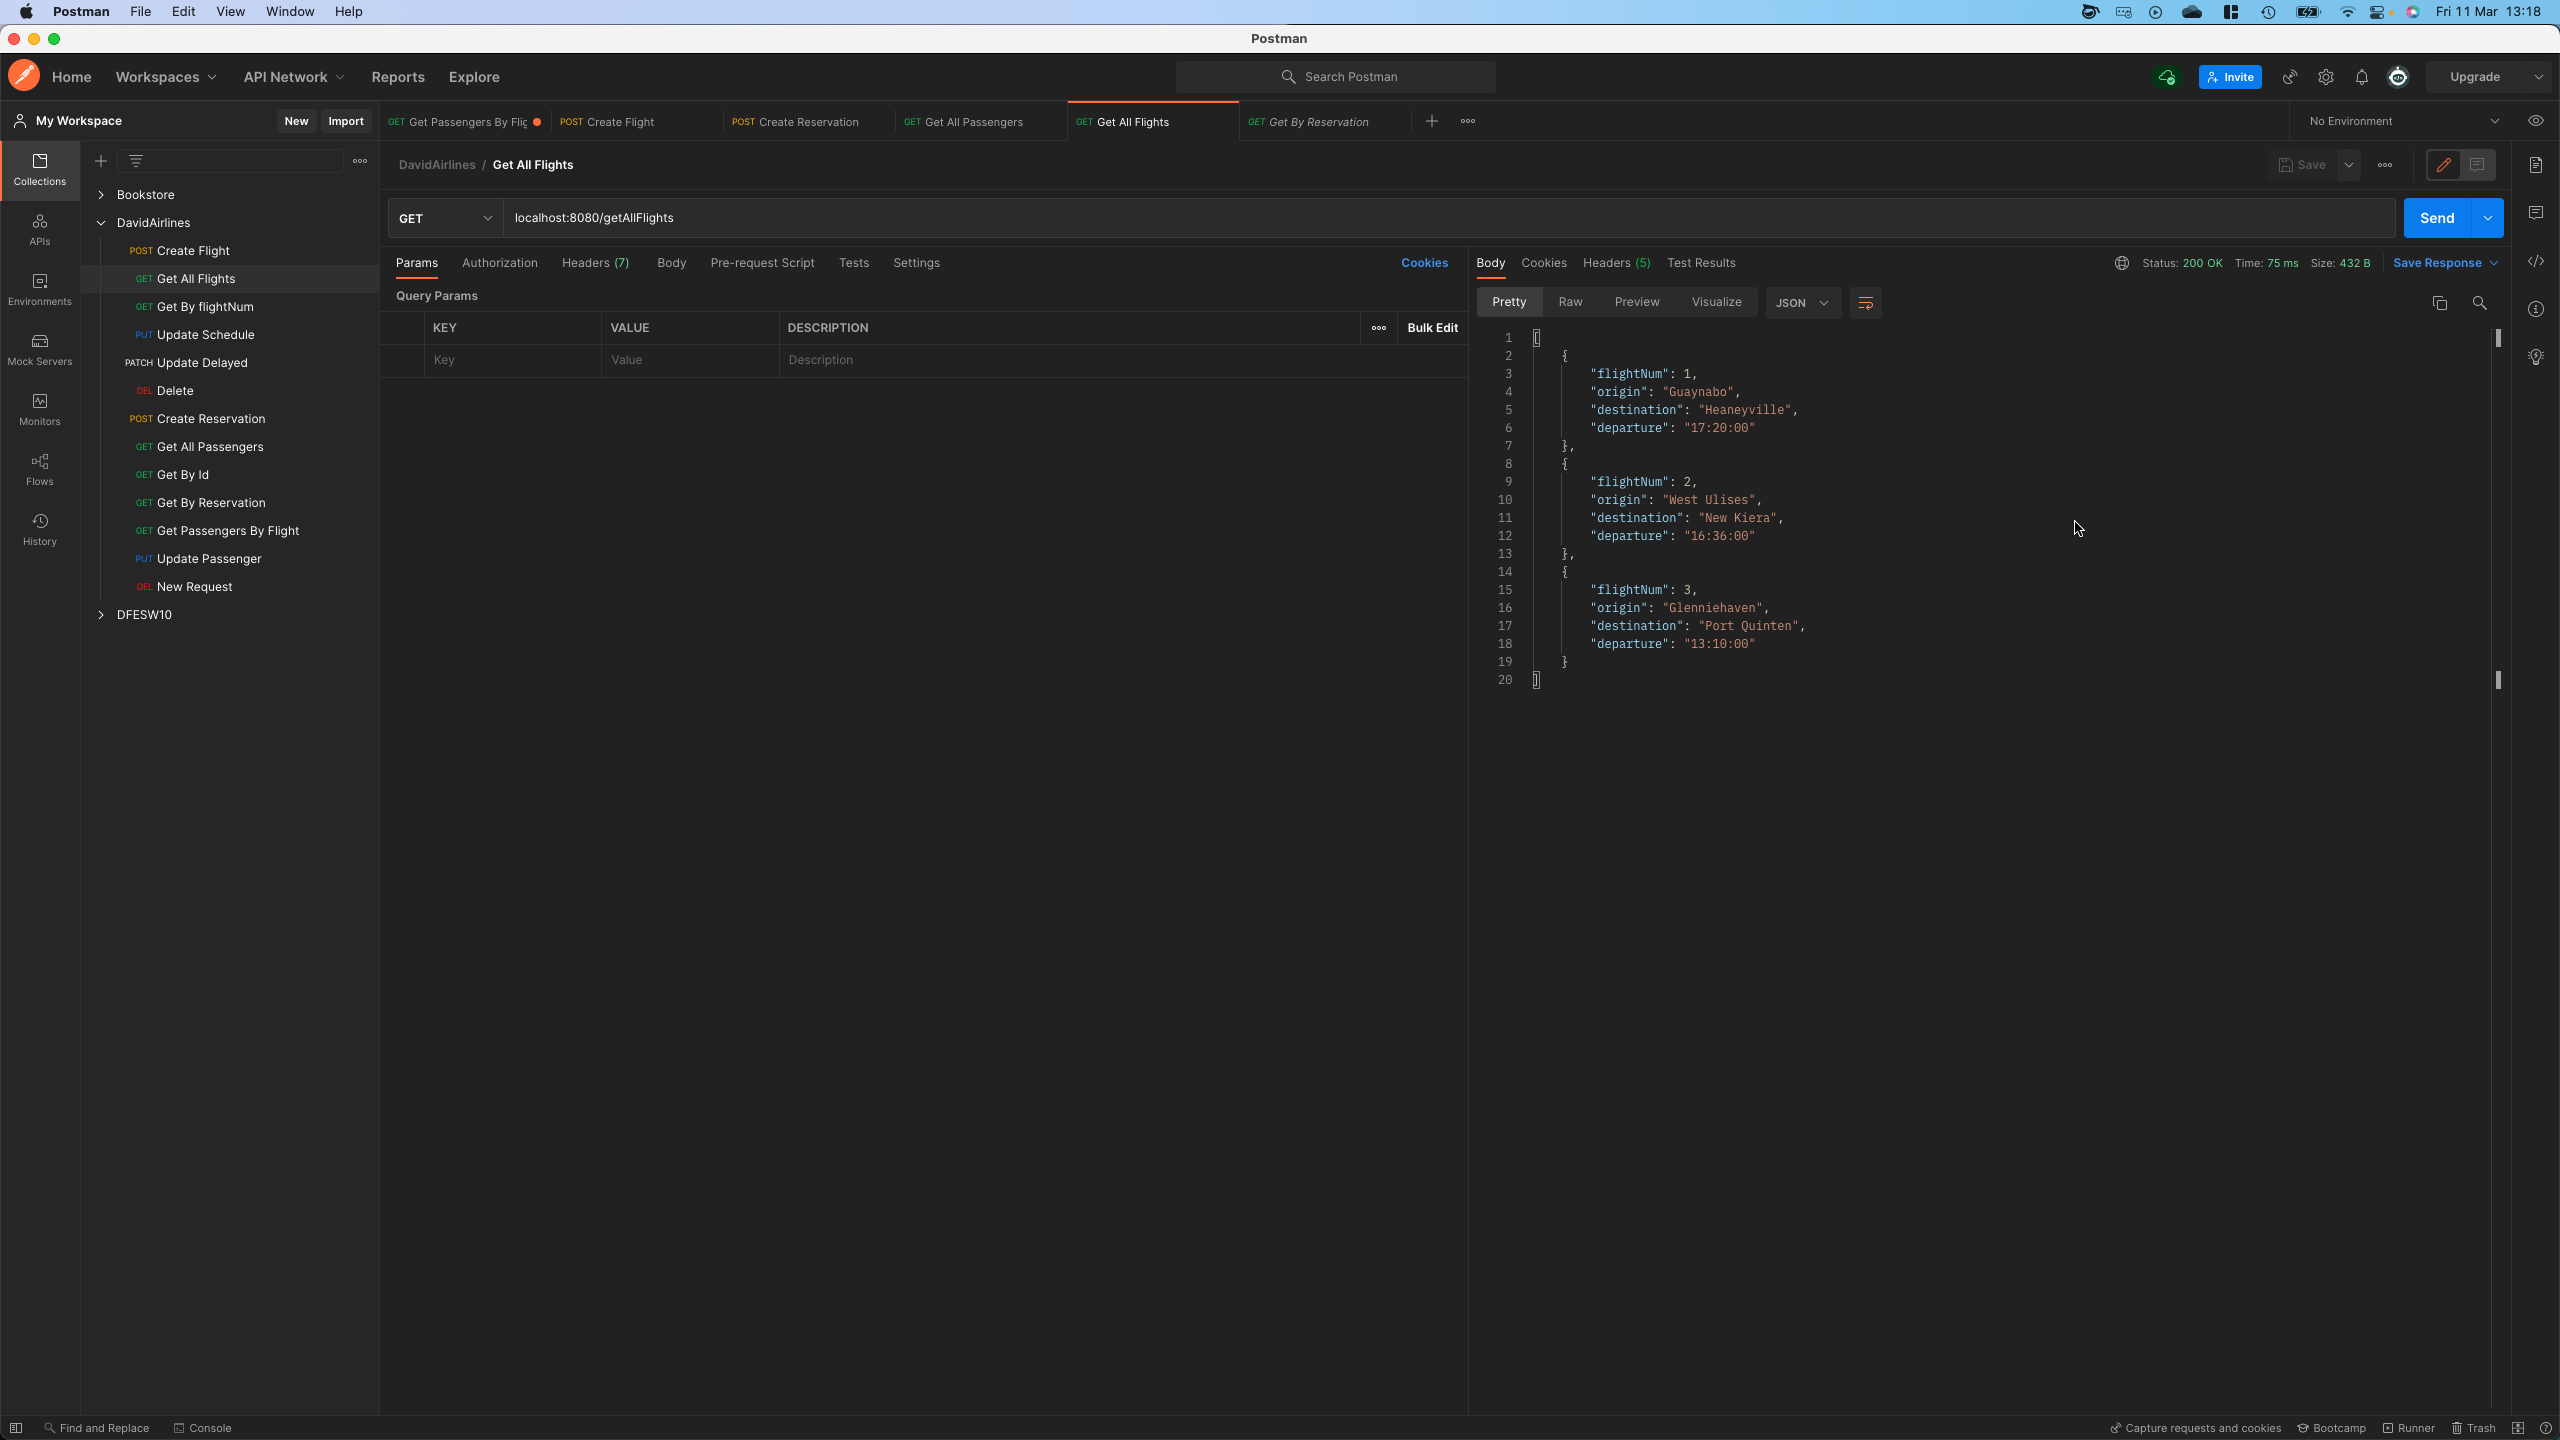 Postman File Edit View Window Help Fri 11 Mar 13:18
Postman
Home Workspaces API Network Reports Explore Search Postman Invite Upgrade
My Workspace New Import
GET Get Passengers By Flig POST Create Flight POST Create Reservation GET Get All Passengers GET Get All Flights GET Get By Reservation No Environment
Collections
APIs
Environments
Mock Servers
Monitors
Flows
History
Bookstore
DavidAirlines
POST Create Flight
GET Get All Flights
GET Get By flightNum
PUT Update Schedule
PATCH Update Delayed
DEL Delete
POST Create Reservation
GET Get All Passengers
GET Get By Id
GET Get By Reservation
GET Get Passengers By Flight
PUT Update Passenger
DEL New Request
DFESW10
DavidAirlines / Get All Flights Save
GET localhost:8080/getAllFlights Send
Params Authorization Headers (7) Body Pre-request Script Tests Settings Cookies
Query Params
KEY VALUE DESCRIPTION Bulk Edit
Key Value Description
Body Cookies Headers (5) Test Results Status: 200 OK Time: 75 ms Size: 432 B Save Response
Pretty Raw Preview Visualize JSON
1 [
2 {
3 "flightNum": 1,
4 "origin": "Guaynabo",
5 "destination": "Heaneyville",
6 "departure": "17:20:00"
7 },
8 {
9 "flightNum": 2,
10 "origin": "West Ulises",
11 "destination": "New Kiera",
12 "departure": "16:36:00"
13 },
14 {
15 "flightNum": 3,
16 "origin": "Glenniehaven",
17 "destination": "Port Quinten",
18 "departure": "13:10:00"
19 }
20 ]
Find and Replace Console Capture requests and cookies Bootcamp Runner Trash